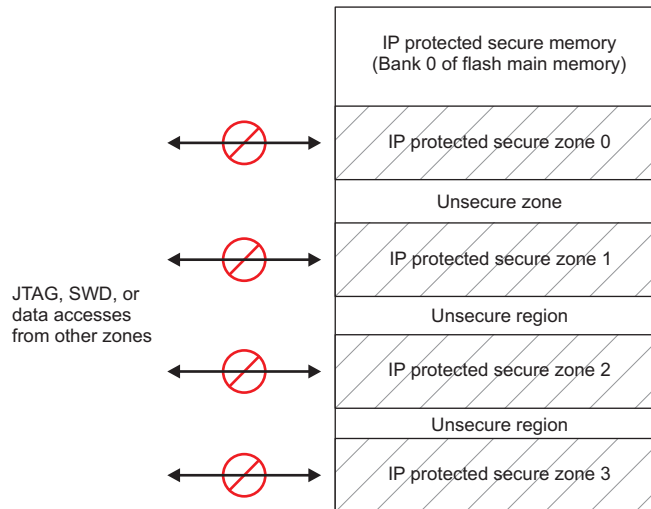 IP protected secure memory
(Bank 0 of flash main memory)
IP protected secure zone 0
Unsecure zone
IP protected secure zone 1
JTAG, SWD, or
data accesses
from other zones
Unsecure region
IP protected secure zone 2
Unsecure region
IP protected secure zone 3